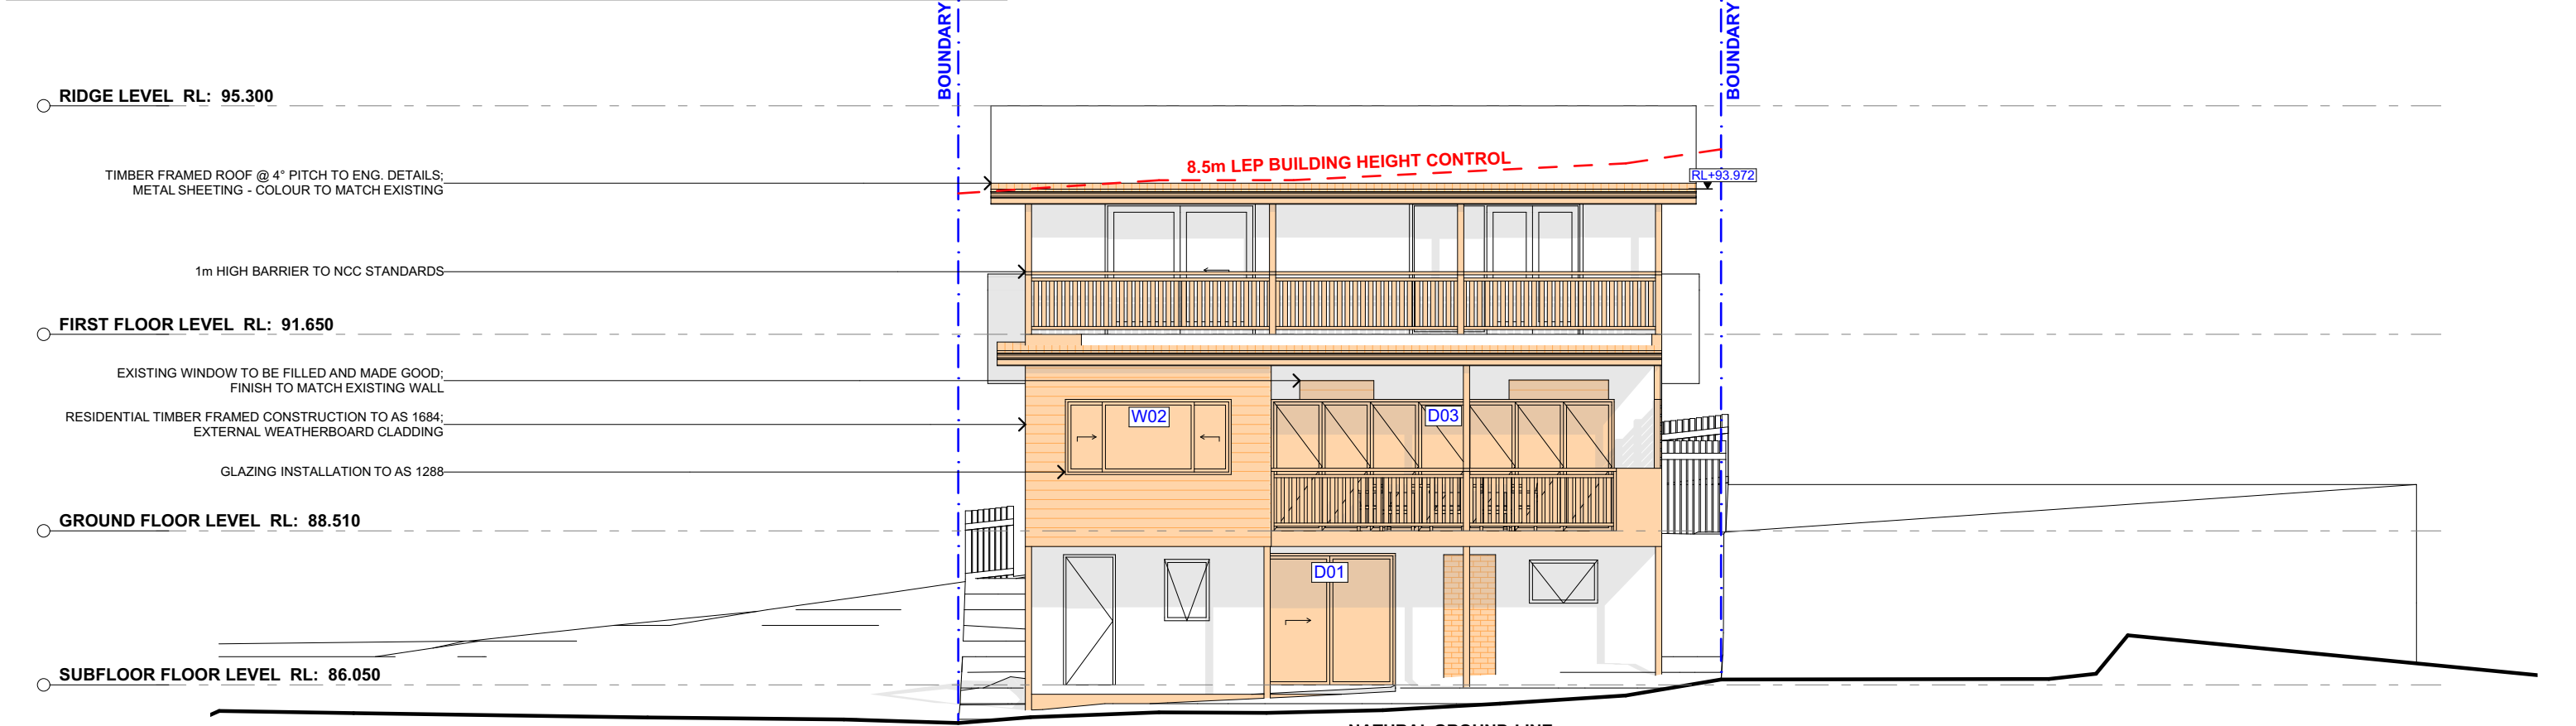 BOUNDARY
BOUNDARY
RIDGE LEVEL RL: 95.300
8.5m LEP BUILDING HEIGHT CONTROL
TIMBER FRAMED ROOF @ 4° PITCH TO ENG. DETAILS;
METAL SHEETING - COLOUR TO MATCH EXISTING
RL+93.972
1m HIGH BARRIER TO NCC STANDARDS
FIRST FLOOR LEVEL RL: 91.650
EXISTING WINDOW TO BE FILLED AND MADE GOOD;
FINISH TO MATCH EXISTING WALL
RESIDENTIAL TIMBER FRAMED CONSTRUCTION TO AS 1684;
EXTERNAL WEATHERBOARD CLADDING
W02
D03
GLAZING INSTALLATION TO AS 1288
GROUND FLOOR LEVEL RL: 88.510
D01
SUBFLOOR FLOOR LEVEL RL: 86.050
NATURAL GROUND LINE